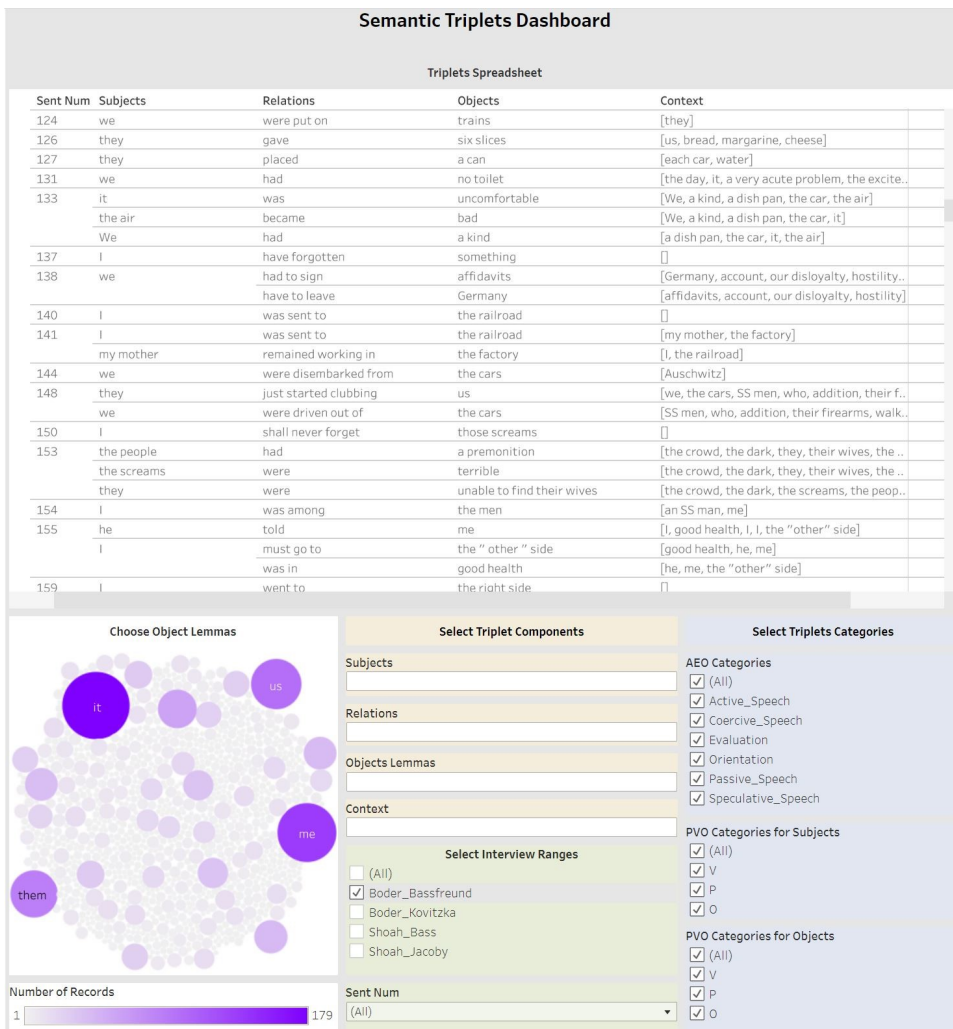 Semantic Triplets Dashboard
Triplets Spreadsheet
Sent Num Subjects Relations Objects Context
124 we were put on trains [they]
126 they gave six slices [us, bread, margarine, cheese]
127 they placed a can [each car, water]
131 we had no toilet [the day, it, a very acute problem, the excite..
133 it was uncomfortable [We, a kind, a dish pan, the car, the air]
the air became bad [We, a kind, a dish pan, the car, it]
We had a kind [a dish pan, the car, it, the air]
137 I have forgotten something []
138 we had to sign affidavits [Germany, account, our disloyalty, hostility..
have to leave Germany [affidavits, account, our disloyalty, hostility]
140 I was sent to the railroad []
141 I was sent to the railroad [my mother, the factory]
my mother remained working in the factory [I, the railroad]
144 we were disembarked from the cars [Auschwitz]
148 they just started clubbing us [we, the cars, SS men, who, addition, their f..
we were driven out of the cars [SS men, who, addition, their firearms, walk..
150 I shall never forget those screams []
153 the people had a premonition [the crowd, the dark, they, their wives, the ..
the screams were terrible [the crowd, the dark, they, their wives, the ..
they were unable to find their wives [the crowd, the dark, the screams, the peop..
154 I was among the men [an SS man, me]
155 he told me [I, good health, I, I, the "other" side]
I must go to the " other " side [good health, he, me]
was in good health [he, me, the "other" side]
159 I went to the right side []
Choose Object Lemmas
it
us
me
them
Number of Records
1 179
Select Triplet Components
Subjects
Relations
Objects Lemmas
Context
Select Interview Ranges
(All)
Boder_Bassfreund
Boder_Kovitzka
Shoah_Bass
Shoah_Jacoby
Sent Num
(All)
Select Triplets Categories
AEO Categories
(All)
Active_Speech
Coercive_Speech
Evaluation
Orientation
Passive_Speech
Speculative_Speech
PVO Categories for Subjects
(All)
V
P
O
PVO Categories for Objects
(All)
V
P
O